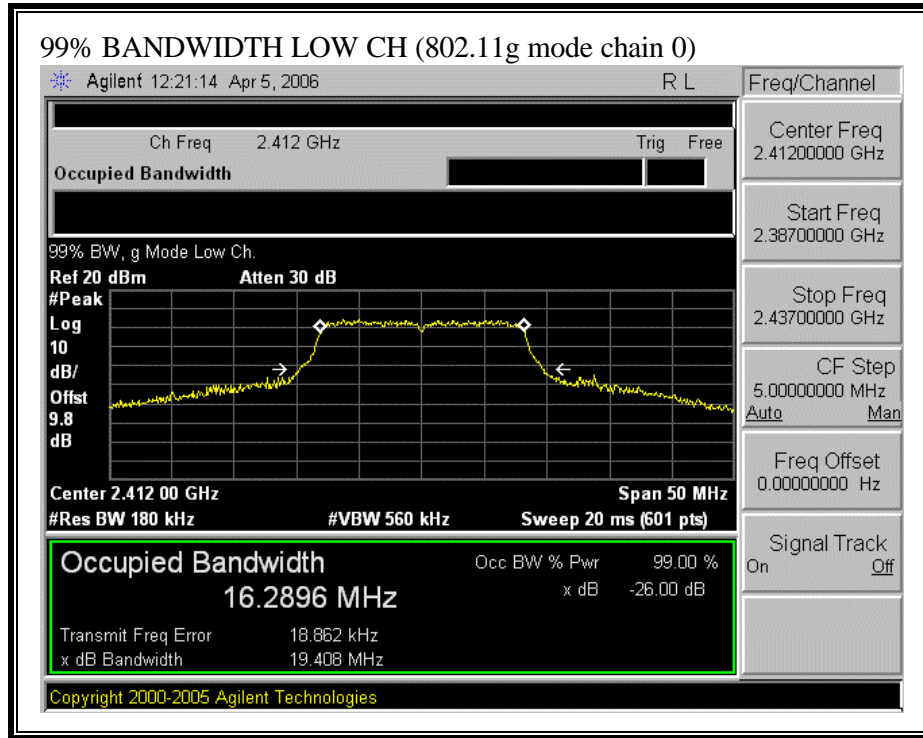 99% BANDWIDTH LOW CH (802.11g mode chain 0)
Agilent 12:21:14 Apr 5, 2006 R L
Freq/Channel
Ch Freq 2.412 GHz Trig Free
Occupied Bandwidth
Center Freq
2.41200000 GHz
Start Freq
2.38700000 GHz
99% BW, g Mode Low Ch.
Ref 20 dBm Atten 30 dB
#Peak
Log
10
dB/
Offst
9.8
dB
Stop Freq
2.43700000 GHz
CF Step
5.00000000 MHz
Auto Man
Freq Offset
0.00000000 Hz
Center 2.412 00 GHz Span 50 MHz
#Res BW 180 kHz #VBW 560 kHz Sweep 20 ms (601 pts)
Signal Track
On Off
Occupied Bandwidth Occ BW % Pwr 99.00 %
16.2896 MHz x dB -26.00 dB
Transmit Freq Error 18.862 kHz
x dB Bandwidth 19.408 MHz
Copyright 2000-2005 Agilent Technologies